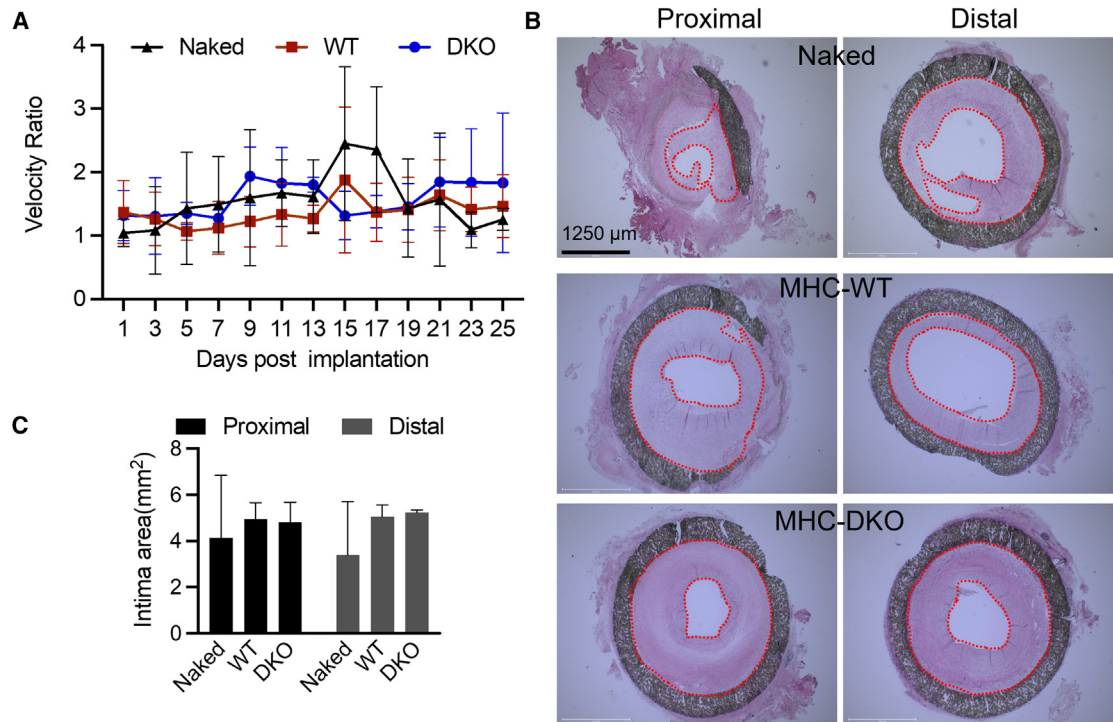 A
Naked WT DKO
Velocity Ratio
4
3
2
1
0
1 3 5 7 9 11 13 15 17 19 21 23 25
Days post implantation
B
Proximal Distal
Naked
1250 µm
MHC-WT
MHC-DKO
C
Proximal Distal
Intima area(mm²)
8
6
4
2
0
Naked WT DKO Naked WT DKO